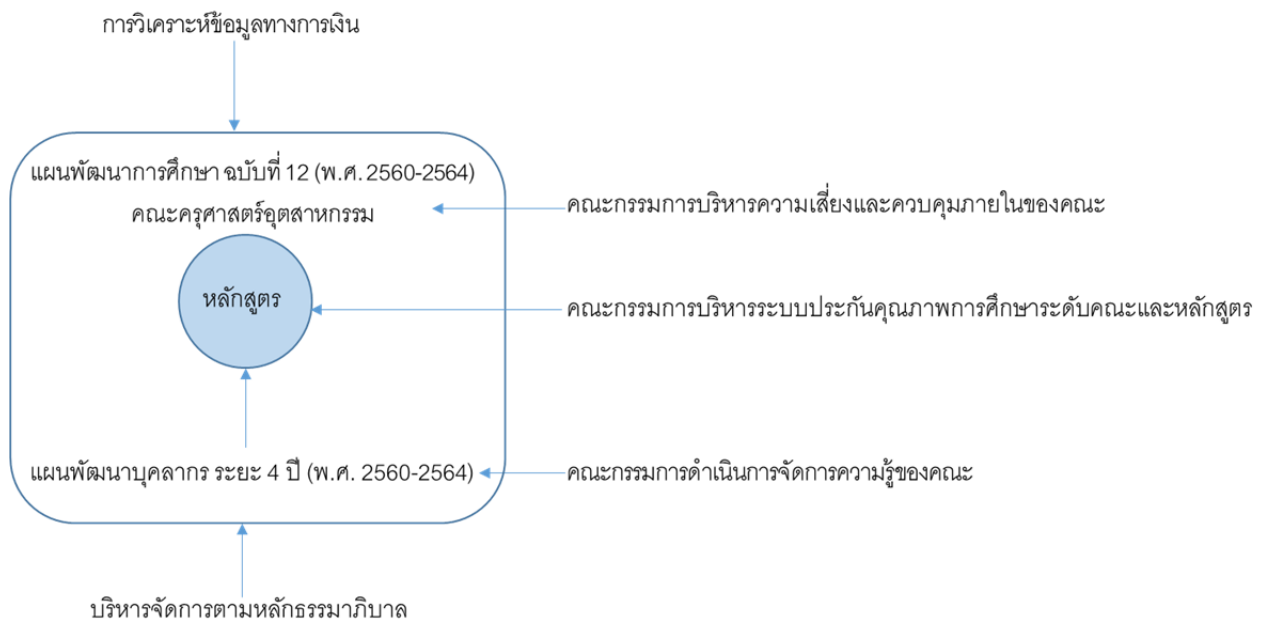 การวิเคราะห์ข้อมูลทางการเงิน
แผนพัฒนาการศึกษา ฉบับที่ 12 (พ.ศ. 2560-2564)
คณะครุศาสตร์อุตสาหกรรม
คณะกรรมการบริหารความเสี่ยงและควบคุมภายในของคณะ
หลักสูตร
คณะกรรมการบริหารระบบประกันคุณภาพการศึกษาระดับคณะและหลักสูตร
แผนพัฒนาบุคลากร ระยะ 4 ปี (พ.ศ. 2560-2564)
คณะกรรมการดำเนินการจัดการความรู้ของคณะ
บริหารจัดการตามหลักธรรมาภิบาล